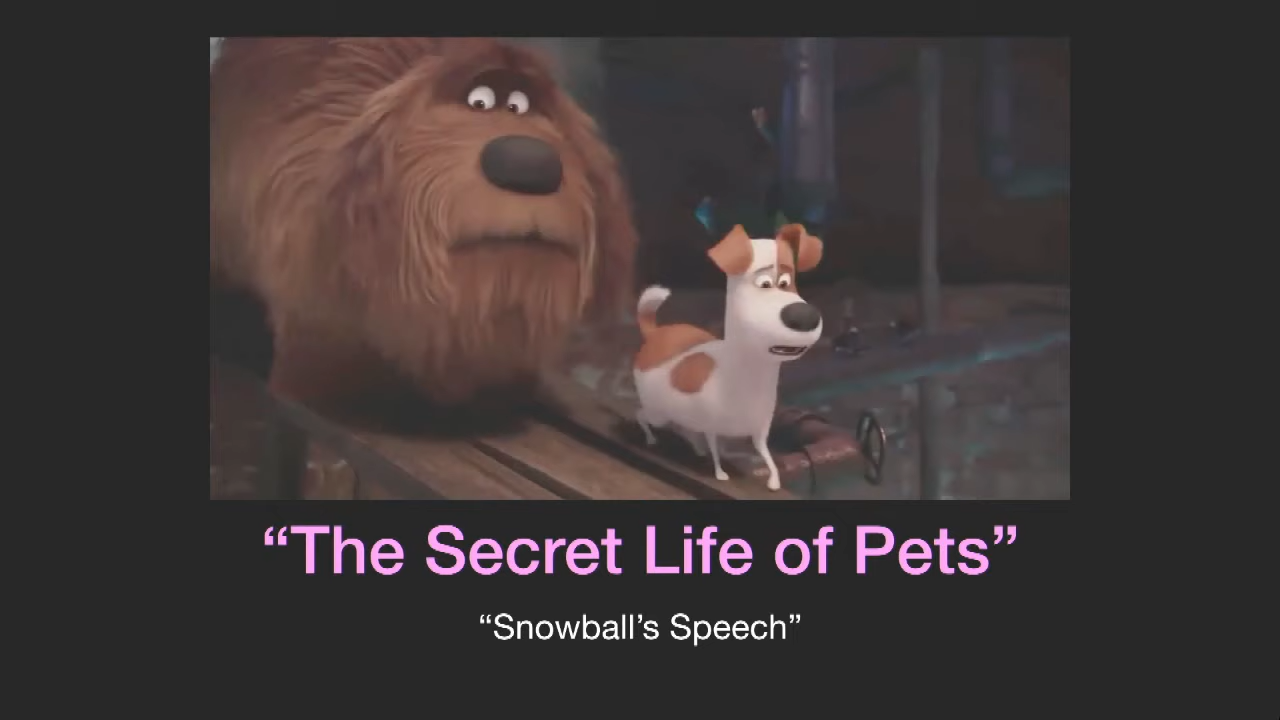 “The Secret Life of Pets”
“Snowball’s Speech”